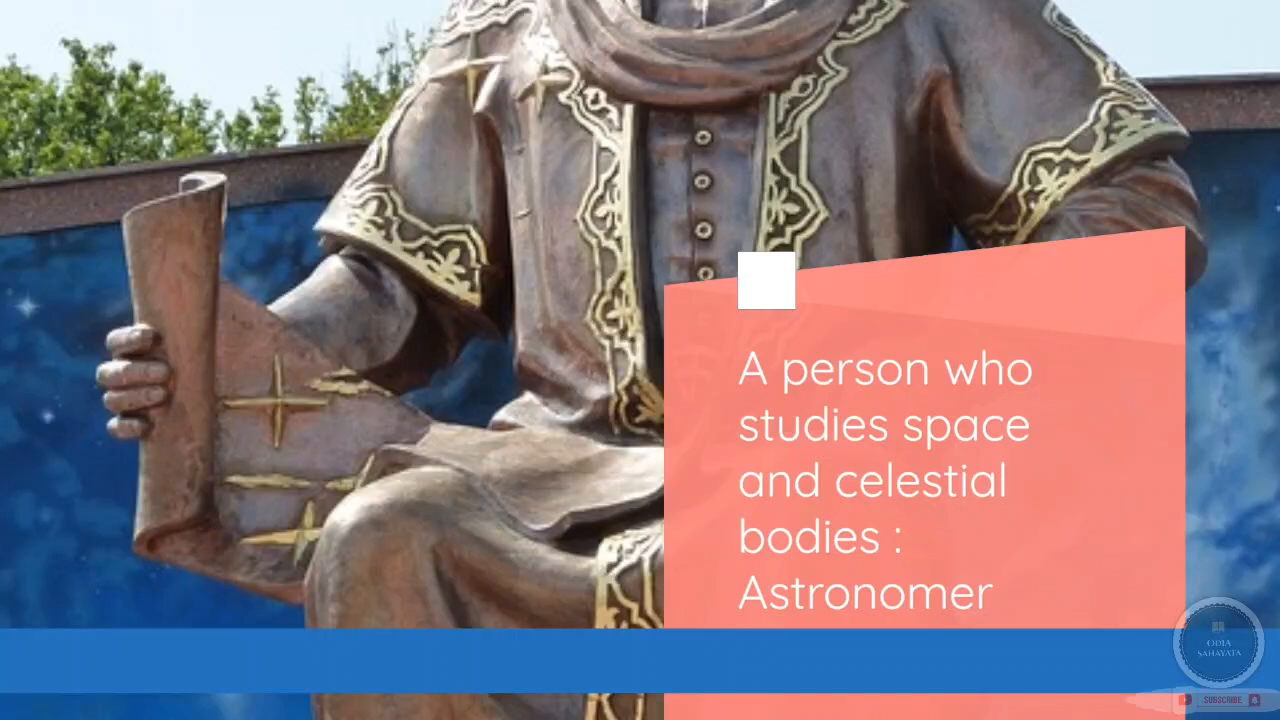 A person who
studies space
and celestial
bodies :
Astronomer
ODIA
SAHAYATA
SUBSCRIBE